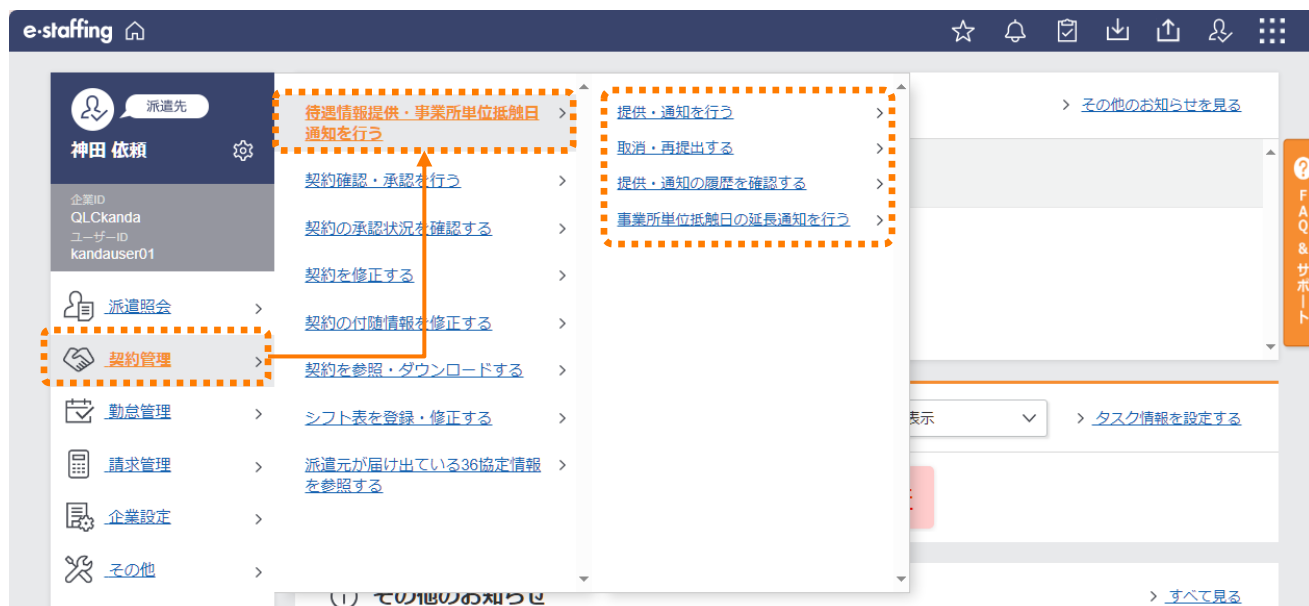 e-staffing
派遣先
神田 依頼
企業ID
QLCkanda
ユーザーID
kandauser01
派遣照会
契約管理
勤怠管理
請求管理
企業設定
その他
待遇情報提供・事業所単位抵触日
通知を行う
契約確認・承認を行う
契約の承認状況を確認する
契約を修正する
契約の付随情報を修正する
契約を参照・ダウンロードする
シフト表を登録・修正する
派遣元が届け出ている36協定情報
を参照する
提供・通知を行う
取消・再提出する
提供・通知の履歴を確認する
事業所単位抵触日の延長通知を行う
その他のお知らせを見る
表示
タスク情報を設定する
その他のお知らせ
すべて見る
FAQ & サポート